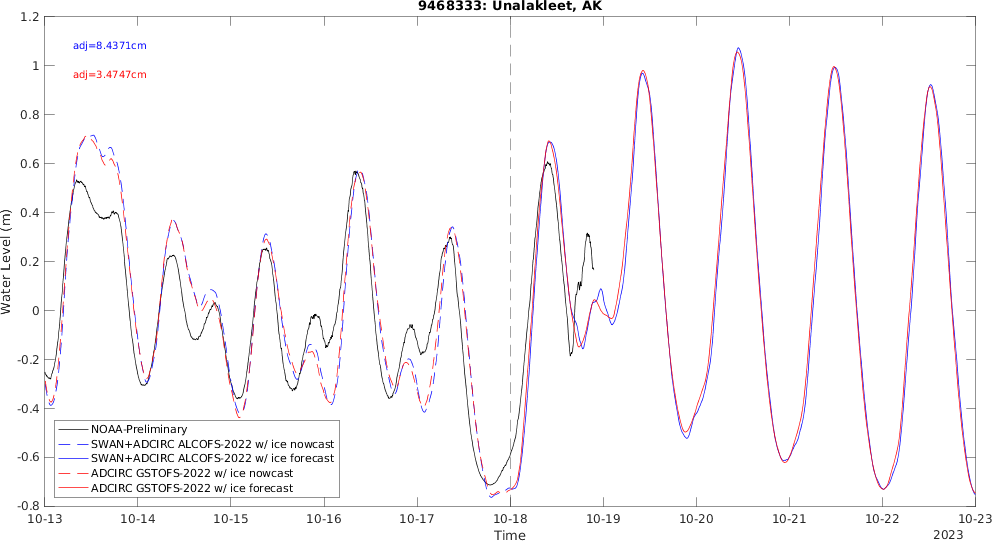 9468333: Unalakleet, AK
adj=8.4371cm
adj=3.4747cm
Water Level (m)
1.2
1
0.8
0.6
0.4
0.2
0
-0.2
-0.4
-0.6
-0.8
NOAA-Preliminary
SWAN+ADCIRC ALCOFS-2022 w/ ice nowcast
SWAN+ADCIRC ALCOFS-2022 w/ ice forecast
ADCIRC GSTOFS-2022 w/ ice nowcast
ADCIRC GSTOFS-2022 w/ ice forecast
10-13 10-14 10-15 10-16 10-17 10-18 10-19 10-20 10-21 10-22 10-23
Time
2023